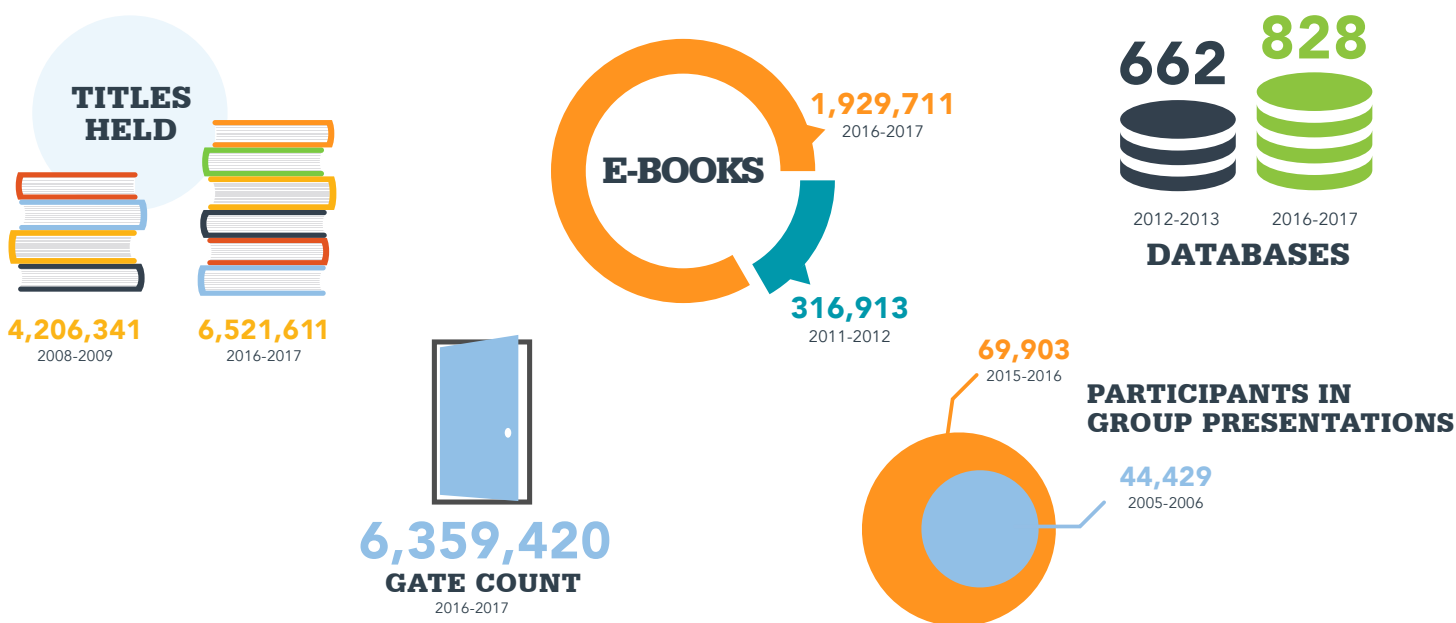 TITLES
HELD
4,206,341
2008-2009
6,521,611
2016-2017
E-BOOKS
1,929,711
2016-2017
316,913
2011-2012
662
2012-2013
828
2016-2017
DATABASES
6,359,420
GATE COUNT
2016-2017
69,903
2015-2016
PARTICIPANTS IN
GROUP PRESENTATIONS
44,429
2005-2006